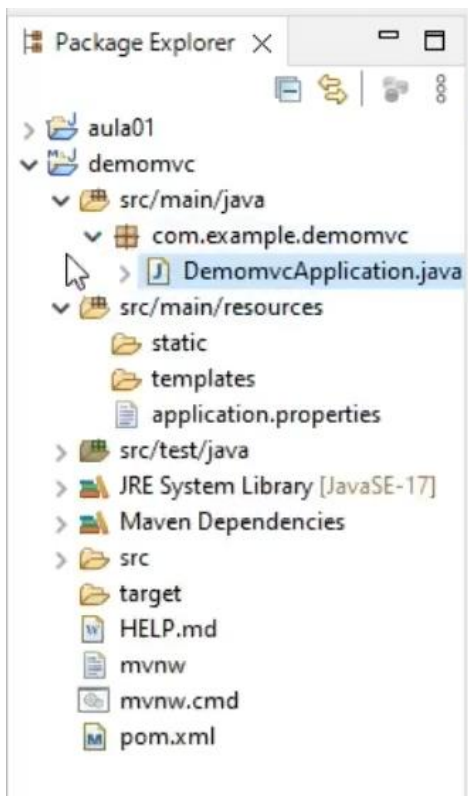 Package Explorer
aula01
demomvc
src/main/java
com.example.demomvc
DemomvcApplication.java
src/main/resources
static
templates
application.properties
src/test/java
JRE System Library [JavaSE-17]
Maven Dependencies
src
target
HELP.md
mvnw
mvnw.cmd
pom.xml